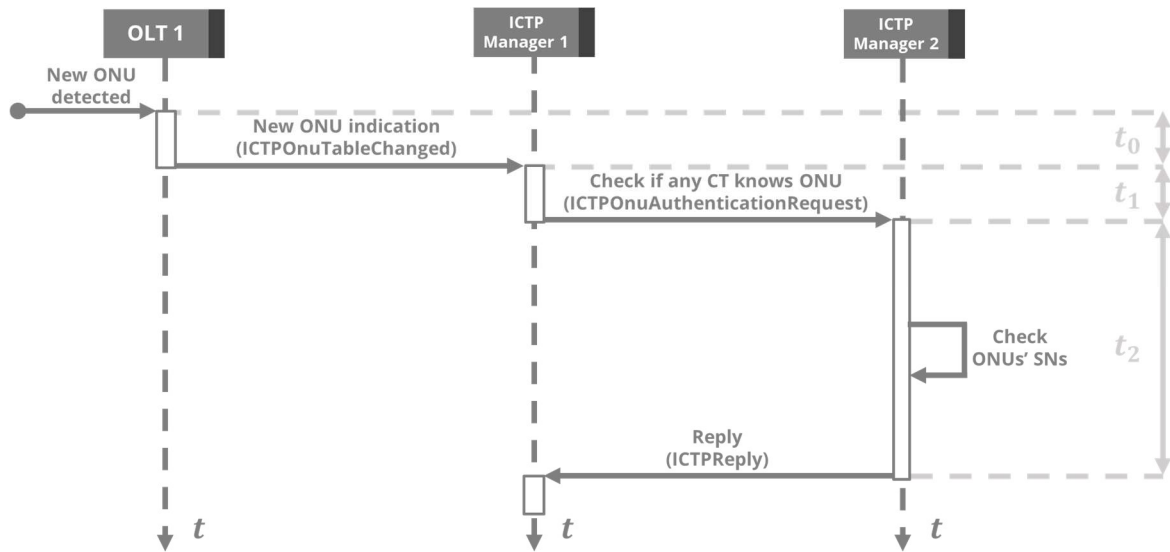 OLT 1
ICTP
Manager 1
ICTP
Manager 2
New ONU
detected
New ONU indication
(ICTPOnuTableChanged)
t₀
Check if any CT knows ONU
(ICTPOnuAuthenticationRequest)
t₁
Check
ONUs’ SNs
t₂
Reply
(ICTPReply)
t
t
t